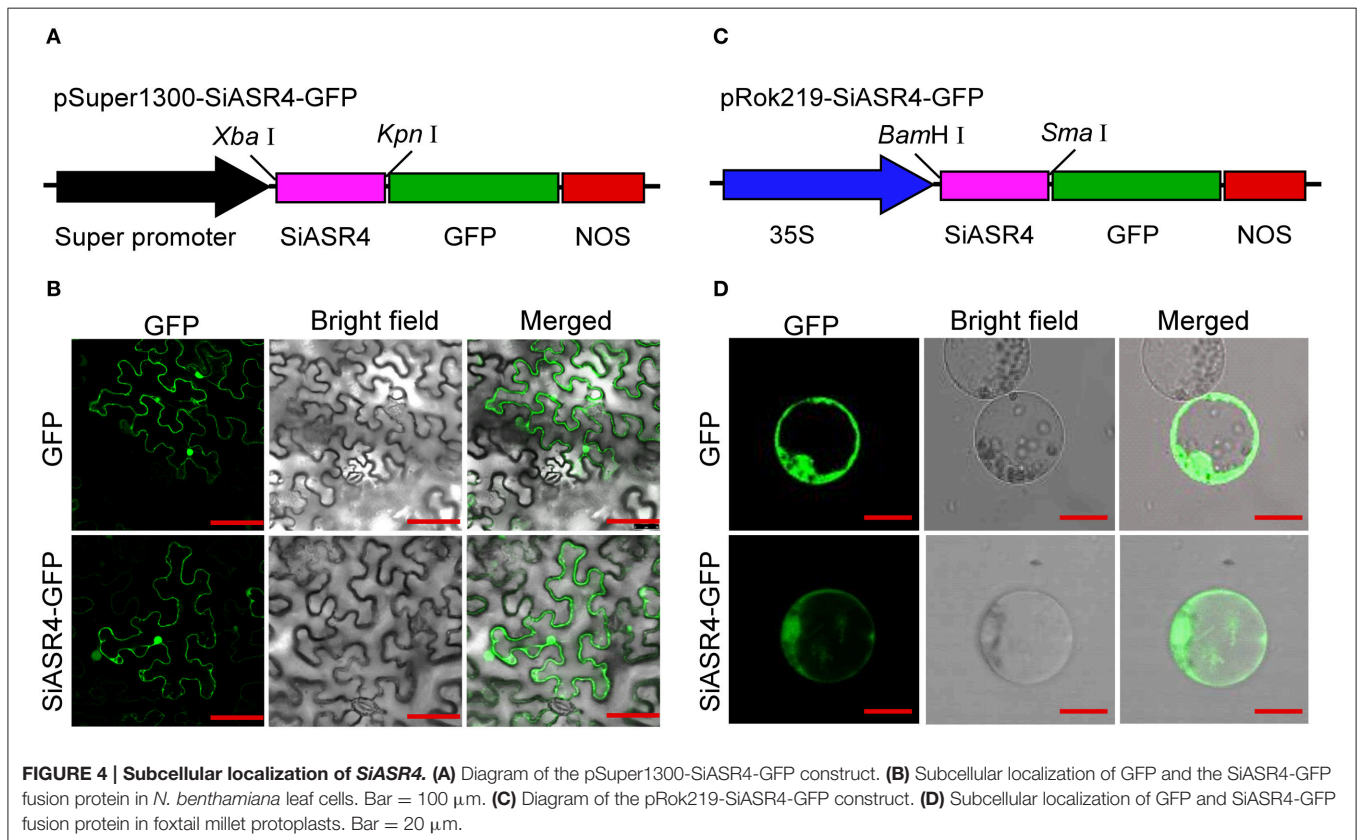 A
pSuper1300-SiASR4-GFP
Xba I
Kpn I
Super promoter
SiASR4
GFP
NOS
B
GFP
Bright field
Merged
GFP
SiASR4-GFP
C
pRok219-SiASR4-GFP
BamH I
Sma I
35S
SiASR4
GFP
NOS
D
GFP
Bright field
Merged
GFP
SiASR4-GFP
FIGURE 4 | Subcellular localization of SiASR4. (A) Diagram of the pSuper1300-SiASR4-GFP construct. (B) Subcellular localization of GFP and the SiASR4-GFP
fusion protein in N. benthamiana leaf cells. Bar = 100 μm. (C) Diagram of the pRok219-SiASR4-GFP construct. (D) Subcellular localization of GFP and SiASR4-GFP
fusion protein in foxtail millet protoplasts. Bar = 20 μm.